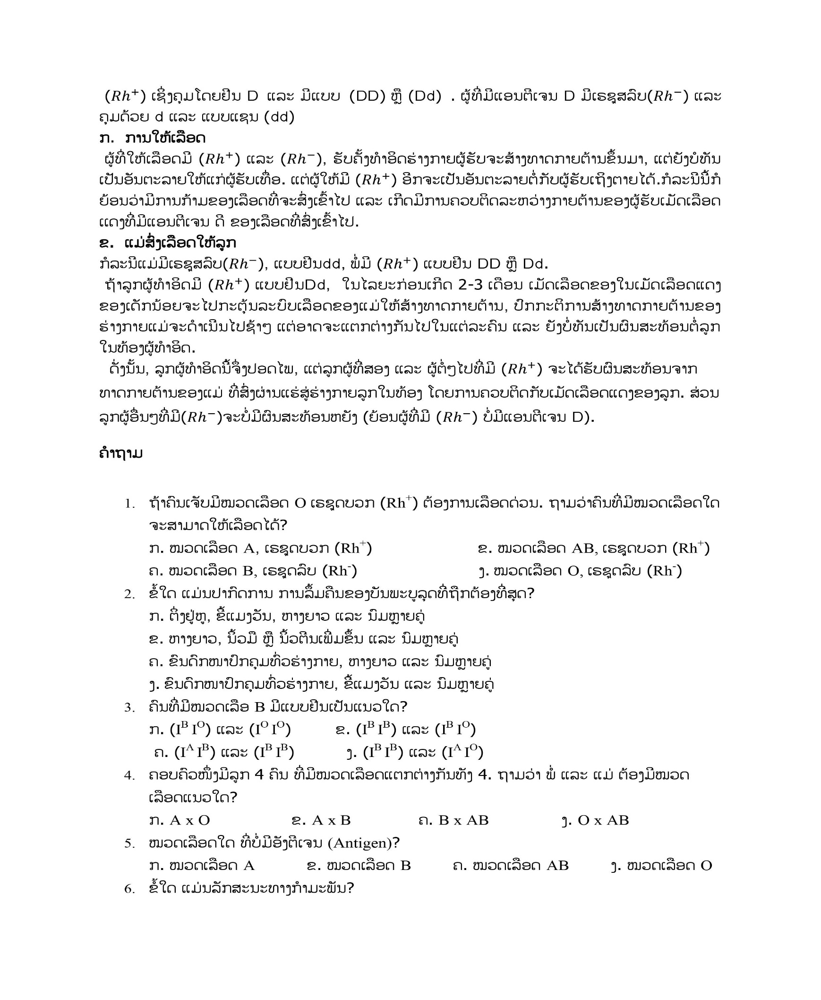 (Rh⁺) ເຊິ່ງຄຸມໂດຍຢີນ D ແລະ ມີແບບ (DD) ຫຼື (Dd) . ຜູ້ທີ່ມີແອນຕີເຈນ D ມີເຣຊຸສລົບ(Rh⁻) ແລະ
ຄຸມດ້ວຍ d ແລະ ແບບແຊນ (dd)
ກ. ການໃຫ້ເລືອດ
ຜູ້ທີ່ໃຫ້ເລືອດມີ (Rh⁺) ແລະ (Rh⁻), ຮັບຄັ້ງທຳອິດຮ່າງກາຍຜູ້ຮັບຈະສ້າງທາດກາຍຕ້ານຂຶ້ນມາ, ແຕ່ຍັງບໍ່ທັນ
ເປັນອັນຕະລາຍໃຫ້ແກ່ຜູ້ຮັບເທື່ອ. ແຕ່ຜູ້ໃຫ້ມີ (Rh⁺) ອີກຈະເປັນອັນຕະລາຍຕໍ່ກັບຜູ້ຮັບເຖິງຕາຍໄດ້.ກໍລະນີນີ້ກໍ
ຍ້ອນວ່າມີການກ້າມຂອງເລືອດທີ່ຈະສົ່ງເຂົ້າໄປ ແລະ ເກີດມີການຄວບຕິດລະຫວ່າງກາຍຕ້ານຂອງຜູ້ຮັບເມັດເລືອດ
ແດງທີ່ມີແອນຕີເຈນ ດີ ຂອງເລືອດທີ່ສົ່ງເຂົ້າໄປ.
ຂ. ແມ່ສົ່ງເລືອດໃຫ້ລູກ
ກໍລະນີແມ່ມີເຣຊຸສລົບ(Rh⁻), ແບບຢີນdd, ພໍ່ມີ (Rh⁺) ແບບຢີນ DD ຫຼື Dd.
ຖ້າລູກຜູ້ທຳອິດມີ (Rh⁺) ແບບຢີນDd, ໃນໄລຍະກ່ອນເກີດ 2-3 ເດືອນ ເມັດເລືອດຂອງໃນເມັດເລືອດແດງ
ຂອງເດັກນ້ອຍຈະໄປກະຕຸ້ນລະບົບເລືອດຂອງແມ່ໃຫ້ສ້າງທາດກາຍຕ້ານ, ປົກກະຕິການສ້າງທາດກາຍຕ້ານຂອງ
ຮ່າງກາຍແມ່ຈະດຳເນີນໄປຊ້າໆ ແຕ່ອາດຈະແຕກຕ່າງກັນໄປໃນແຕ່ລະຄົນ ແລະ ຍັງບໍ່ທັນເປັນຜົນສະທ້ອນຕໍ່ລູກ
ໃນທ້ອງຜູ້ທຳອິດ.
ດັ່ງນັ້ນ, ລູກຜູ້ທຳອິດນີ້ຈຶ່ງປອດໄພ, ແຕ່ລູກຜູ້ທີ່ສອງ ແລະ ຜູ້ຕໍ່ໆໄປທີ່ມີ (Rh⁺) ຈະໄດ້ຮັບຜົນສະທ້ອນຈາກ
ທາດກາຍຕ້ານຂອງແມ່ ທີ່ສົ່ງຜ່ານແຮ່ສູ່ຮ່າງກາຍລູກໃນທ້ອງ ໂດຍການຄວບຕິດກັບເມັດເລືອດແດງຂອງລູກ. ສ່ວນ
ລູກຜູ້ອື່ນໆທີ່ມີ(Rh⁻)ຈະບໍ່ມີຜົນສະທ້ອນຫຍັງ (ຍ້ອນຜູ້ທີ່ມີ (Rh⁻) ບໍ່ມີແອນຕີເຈນ D).
ຄຳຖາມ
1. ຖ້າຄົນເຈັບມີໝວດເລືອດ O ເຣຊຸດບວກ (Rh⁺) ຕ້ອງການເລືອດດ່ວນ. ຖາມວ່າຄົນທີ່ມີໝວດເລືອດໃດ
ຈະສາມາດໃຫ້ເລືອດໄດ້?
ກ. ໝວດເລືອດ A, ເຣຊຸດບວກ (Rh⁺) ຂ. ໝວດເລືອດ AB, ເຣຊຸດບວກ (Rh⁺)
ຄ. ໝວດເລືອດ B, ເຣຊຸດລົບ (Rh⁻) ງ. ໝວດເລືອດ O, ເຣຊຸດລົບ (Rh⁻)
2. ຂໍ້ໃດ ແມ່ນປາກົດການ ການລຶ້ມຄືນຂອງບັນພະບູລຸດທີ່ຖືກຕ້ອງທີ່ສຸດ?
ກ. ຕິ່ງຢູ່ຫູ, ຂີ້ແມງວັນ, ຫາງຍາວ ແລະ ນົມຫຼາຍຄູ່
ຂ. ຫາງຍາວ, ນິ້ວມື ຫຼື ນິ້ວຕີນເພີ່ມຂຶ້ນ ແລະ ນົມຫຼາຍຄູ່
ຄ. ຂົນດົກໜາປົກຄຸມທົ່ວຮ່າງກາຍ, ຫາງຍາວ ແລະ ນົມຫຼາຍຄູ່
ງ. ຂົນດົກໜາປົກຄຸມທົ່ວຮ່າງກາຍ, ຂີ້ແມງວັນ ແລະ ນົມຫຼາຍຄູ່
3. ຄົນທີ່ມີໝວດເລືອ B ມີແບບຢີນເປັນແນວໃດ?
ກ. (Iᴮ Iᴼ) ແລະ (Iᴼ Iᴼ) ຂ. (Iᴮ Iᴮ) ແລະ (Iᴮ Iᴼ)
ຄ. (Iᴬ Iᴮ) ແລະ (Iᴮ Iᴮ) ງ. (Iᴮ Iᴮ) ແລະ (Iᴬ Iᴼ)
4. ຄອບຄົວໜຶ່ງມີລູກ 4 ຄົນ ທີ່ມີໝວດເລືອດແຕກຕ່າງກັນທັງ 4. ຖາມວ່າ ພໍ່ ແລະ ແມ່ ຕ້ອງມີໝວດ
ເລືອດແນວໃດ?
ກ. A x O ຂ. A x B ຄ. B x AB ງ. O x AB
5. ໝວດເລືອດໃດ ທີ່ບໍ່ມີອັງຕີເຈນ (Antigen)?
ກ. ໝວດເລືອດ A ຂ. ໝວດເລືອດ B ຄ. ໝວດເລືອດ AB ງ. ໝວດເລືອດ O
6. ຂໍ້ໃດ ແມ່ນລັກສະນະທາງກຳມະພັນ?